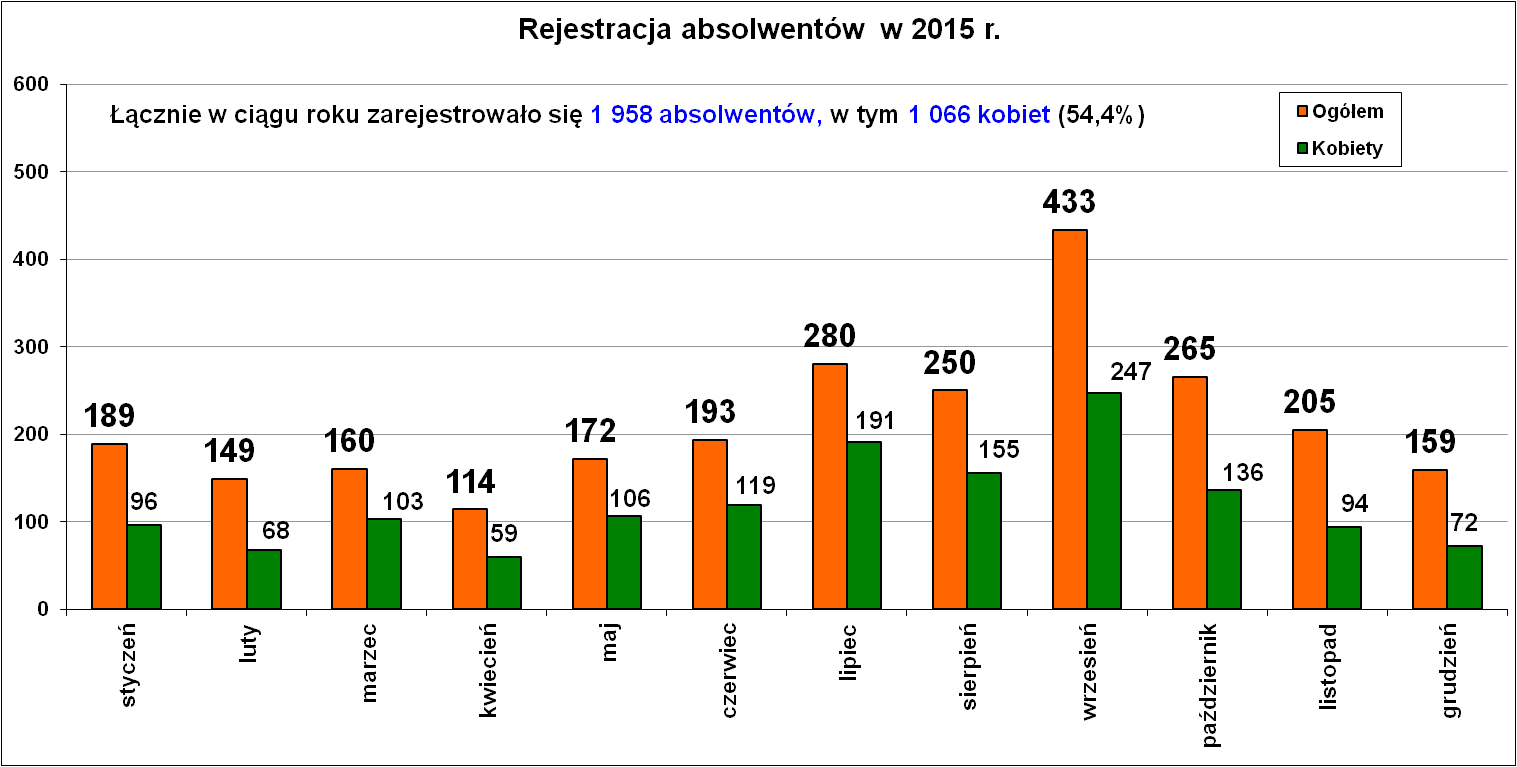 Rejestracja absolwentów w 2015 r.
Łącznie w ciągu roku zarejestrowało się 1 958 absolwentów, w tym 1 066 kobiet (54,4%)
Ogółem
Kobiety
600
500
400
300
200
100
0
189
96
149
68
160
103
114
59
172
106
193
119
280
191
250
155
433
247
265
136
205
94
159
72
styczeń
luty
marzec
kwiecień
maj
czerwiec
lipiec
sierpień
wrzesień
październik
listopad
grudzień